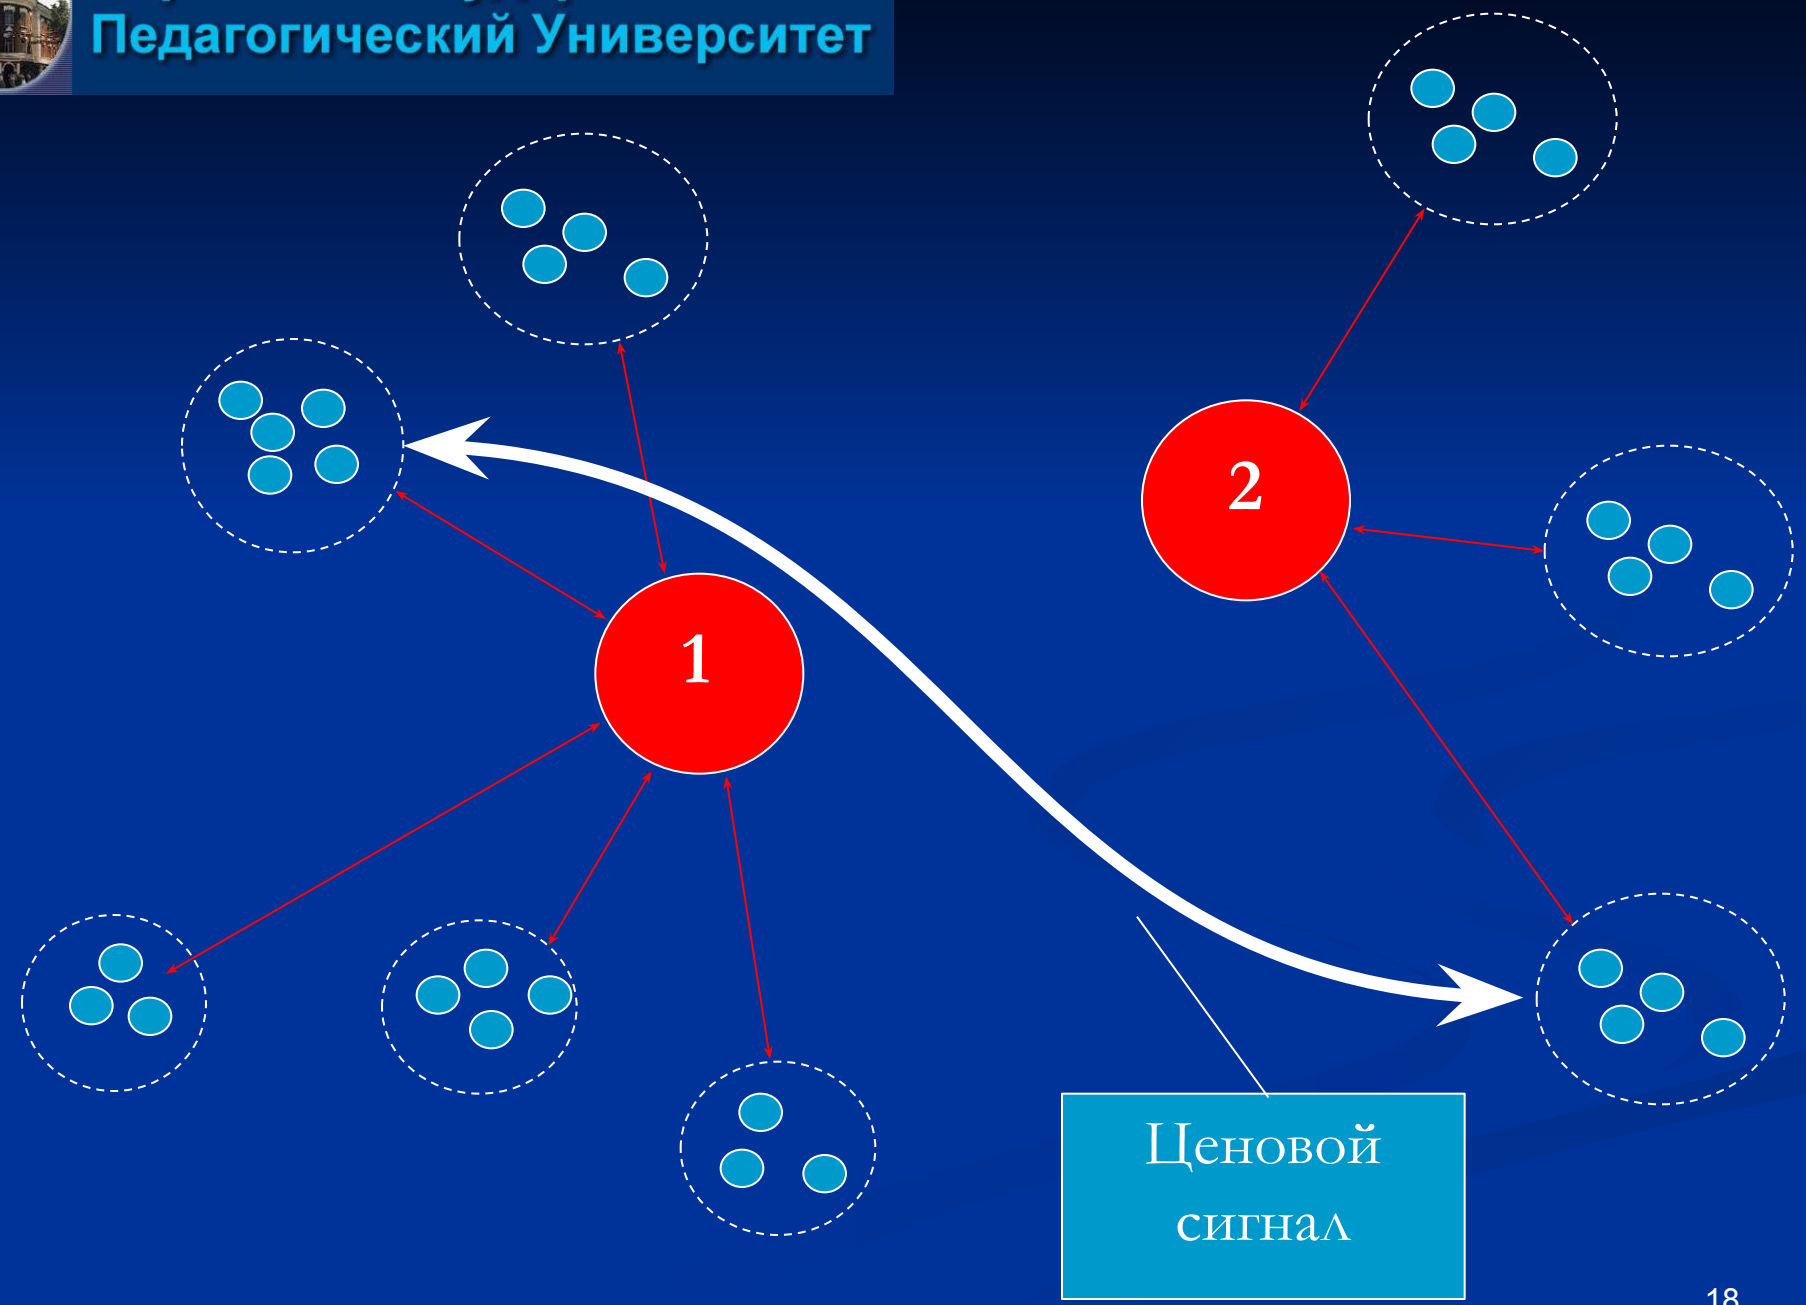 Педагогический Университет
2
1
Ценовой
сигнал
18